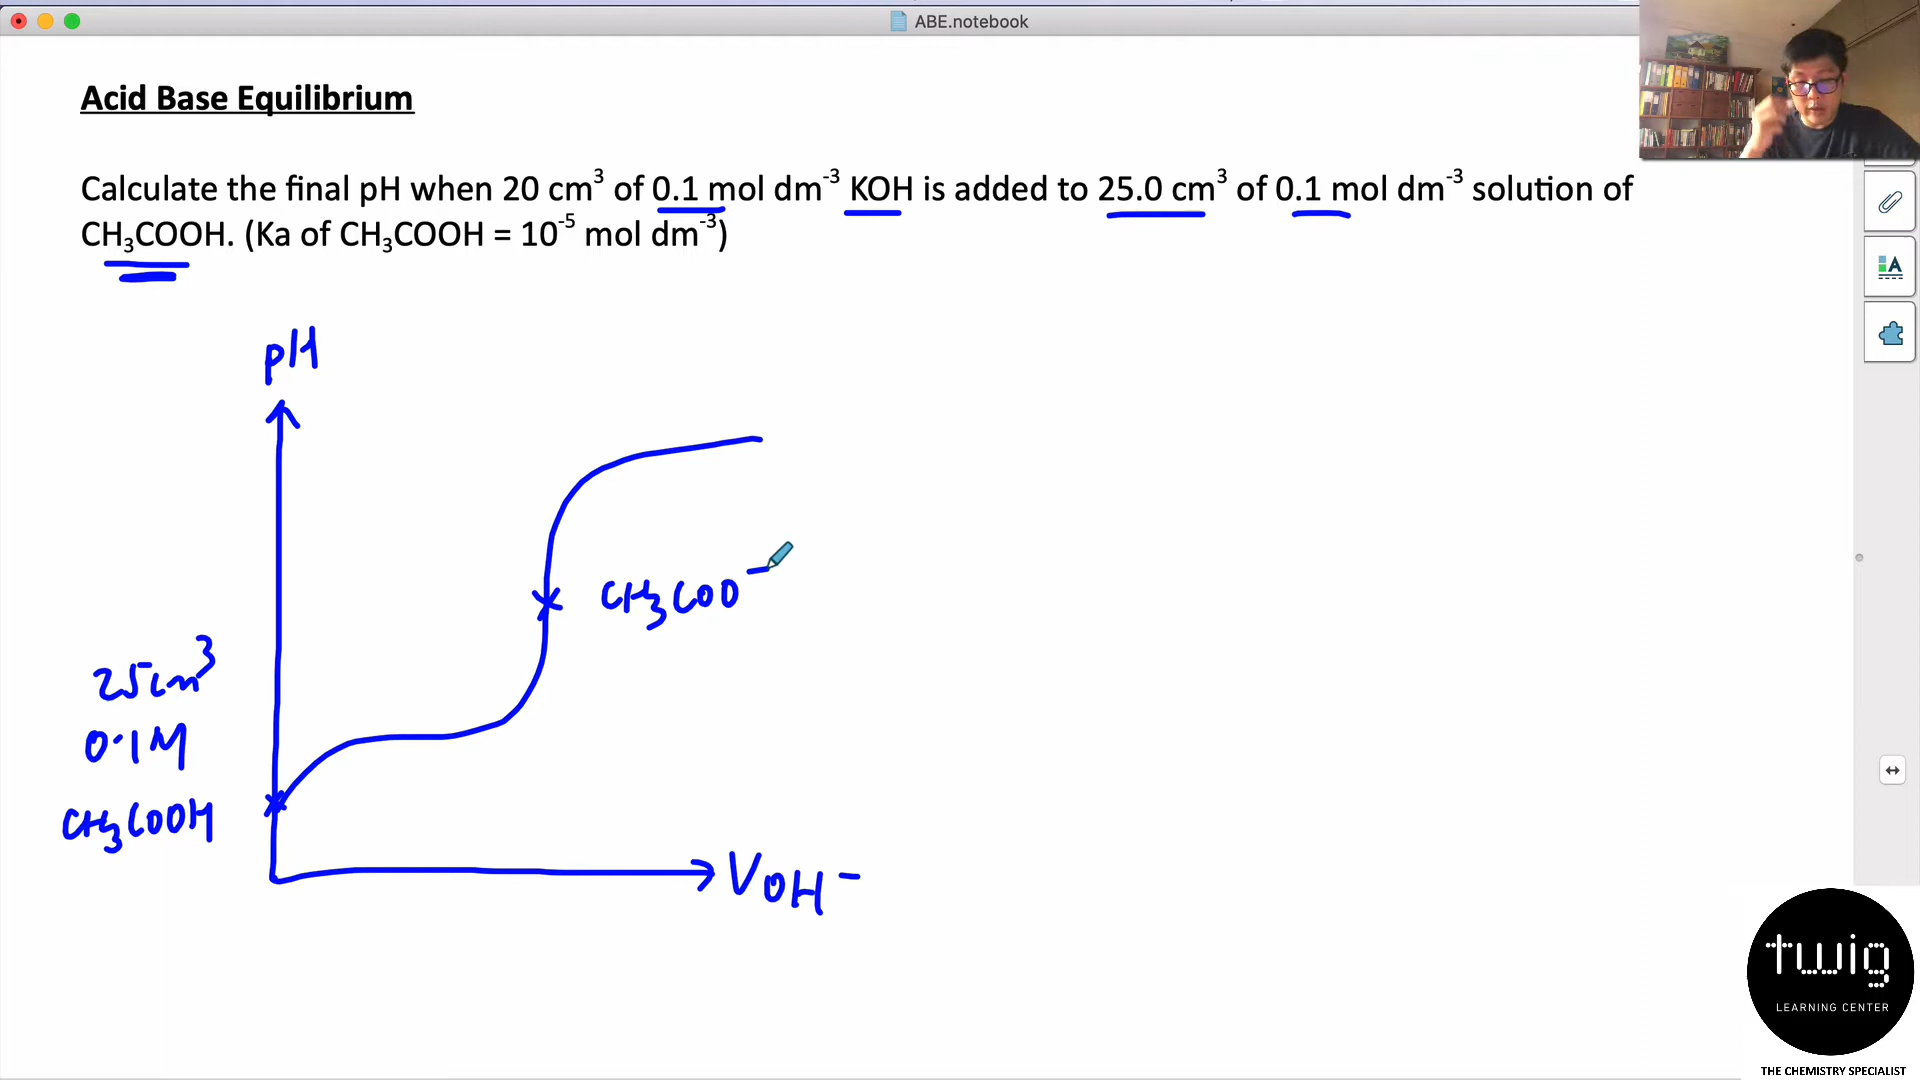 ABE.notebook
Acid Base Equilibrium
Calculate the final pH when 20 cm³ of 0.1 mol dm⁻³ KOH is added to 25.0 cm³ of 0.1 mol dm⁻³ solution of
CH₃COOH. (Ka of CH₃COOH = 10⁻⁵ mol dm⁻³)
pH
CH₃COO⁻
25cm³
0.1M
CH₃COOH
V OH⁻
A
twig
LEARNING CENTER
THE CHEMISTRY SPECIALIST